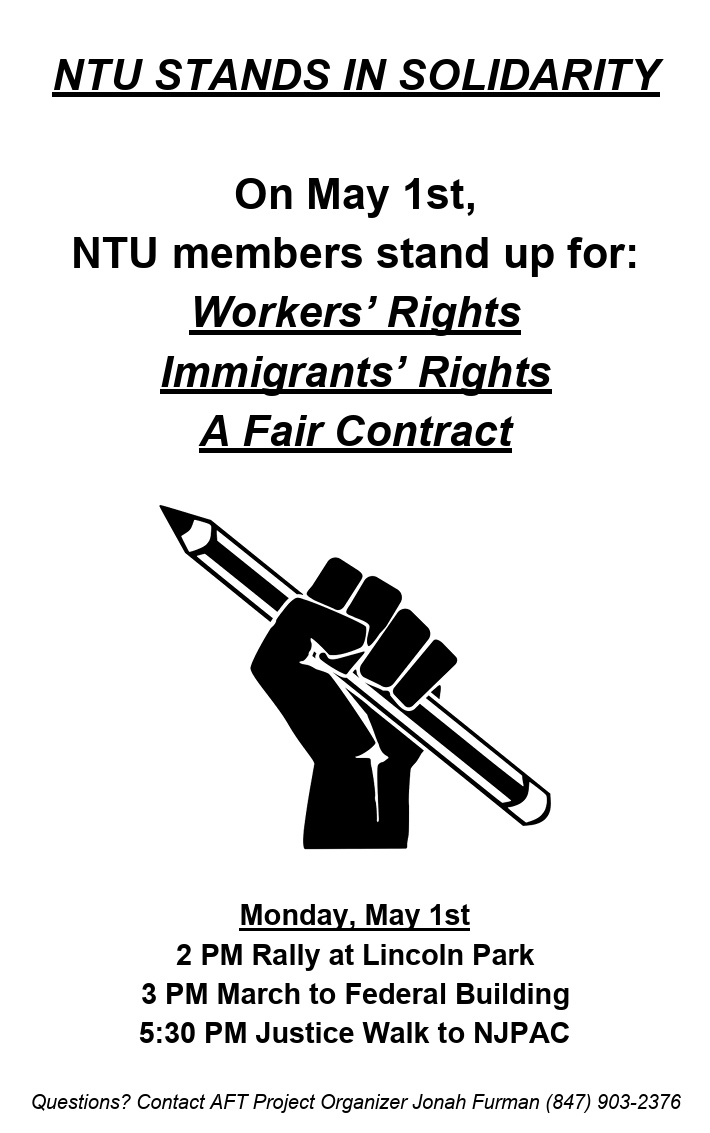 NTU STANDS IN SOLIDARITY
On May 1st,
NTU members stand up for:
Workers’ Rights
Immigrants’ Rights
A Fair Contract
Monday, May 1st
2 PM Rally at Lincoln Park
3 PM March to Federal Building
5:30 PM Justice Walk to NJPAC
Questions? Contact AFT Project Organizer Jonah Furman (847) 903-2376